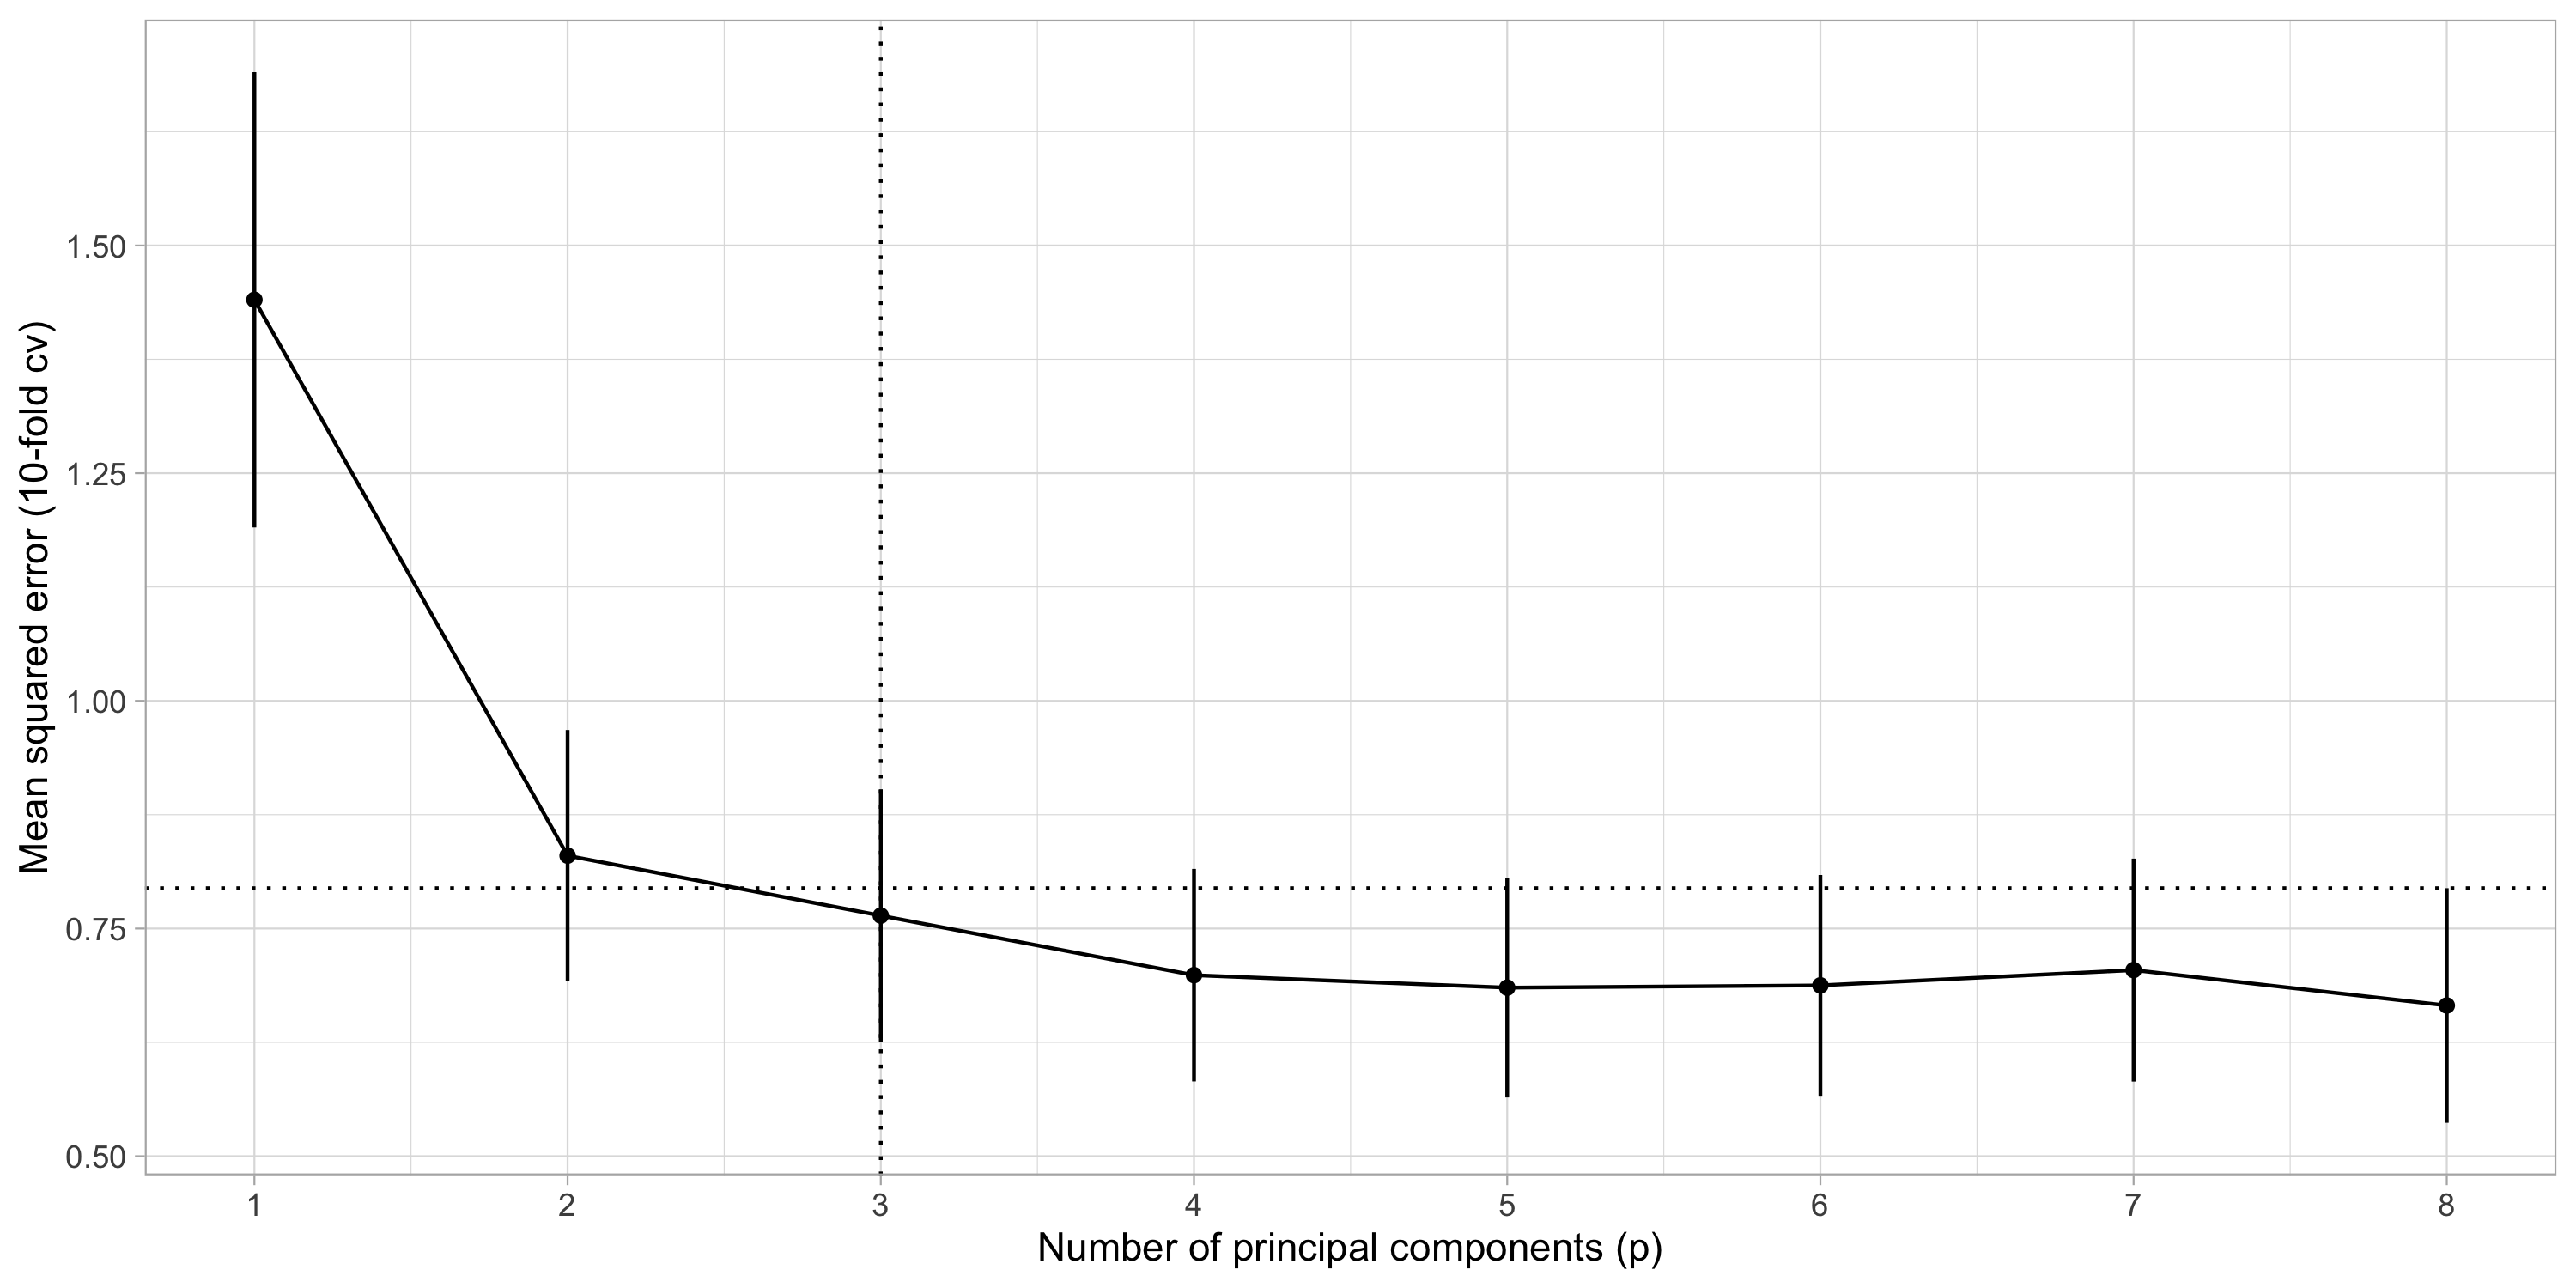 Mean squared error (10-fold cv)
1.50
1.25
1.00
0.75
0.50
1 2 3 4 5 6 7 8
Number of principal components (p)